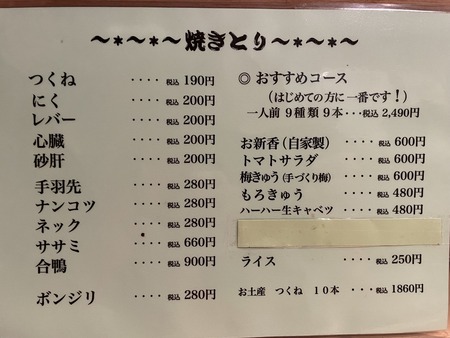 ～＊～＊～焼きとり～＊～＊～
つくね ････ 税込 190円
にく ････ 税込 200円
レバー ････ 税込 200円
心臓 ････ 税込 200円
砂肝 ････ 税込 200円
手羽先 ････ 税込 280円
ナンコツ ････ 税込 280円
ネック ････ 税込 280円
ササミ ････ 税込 660円
合鴨 ････ 税込 900円
ボンジリ ････ 税込 280円
◎ おすすめコース
（はじめての方に一番です！）
一人前 ９種類 ９本･･･税込 2,490円
お新香（自家製） ･･･ 税込 600円
トマトサラダ ･･･ 税込 600円
梅きゅう（手づくり梅） ･･･ 税込 600円
もろきゅう ･･･ 税込 480円
ハーハー生キャベツ ･･･ 税込 480円
ライス ･･･ 税込 250円
お土産 つくね １０本 ･･･ 税込 1860円